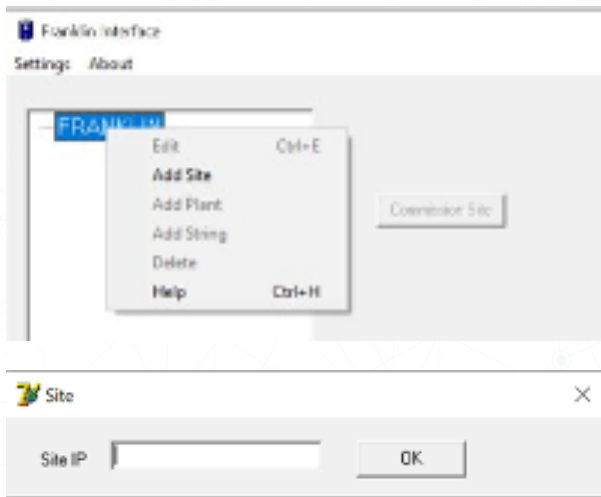 Franklin Interface
Settings About
FRANKLIN
Edit Ctrl+E
Add Site
Add Plant
Add String
Delete
Help Ctrl+H
Commission Site
Site
Site IP
OK